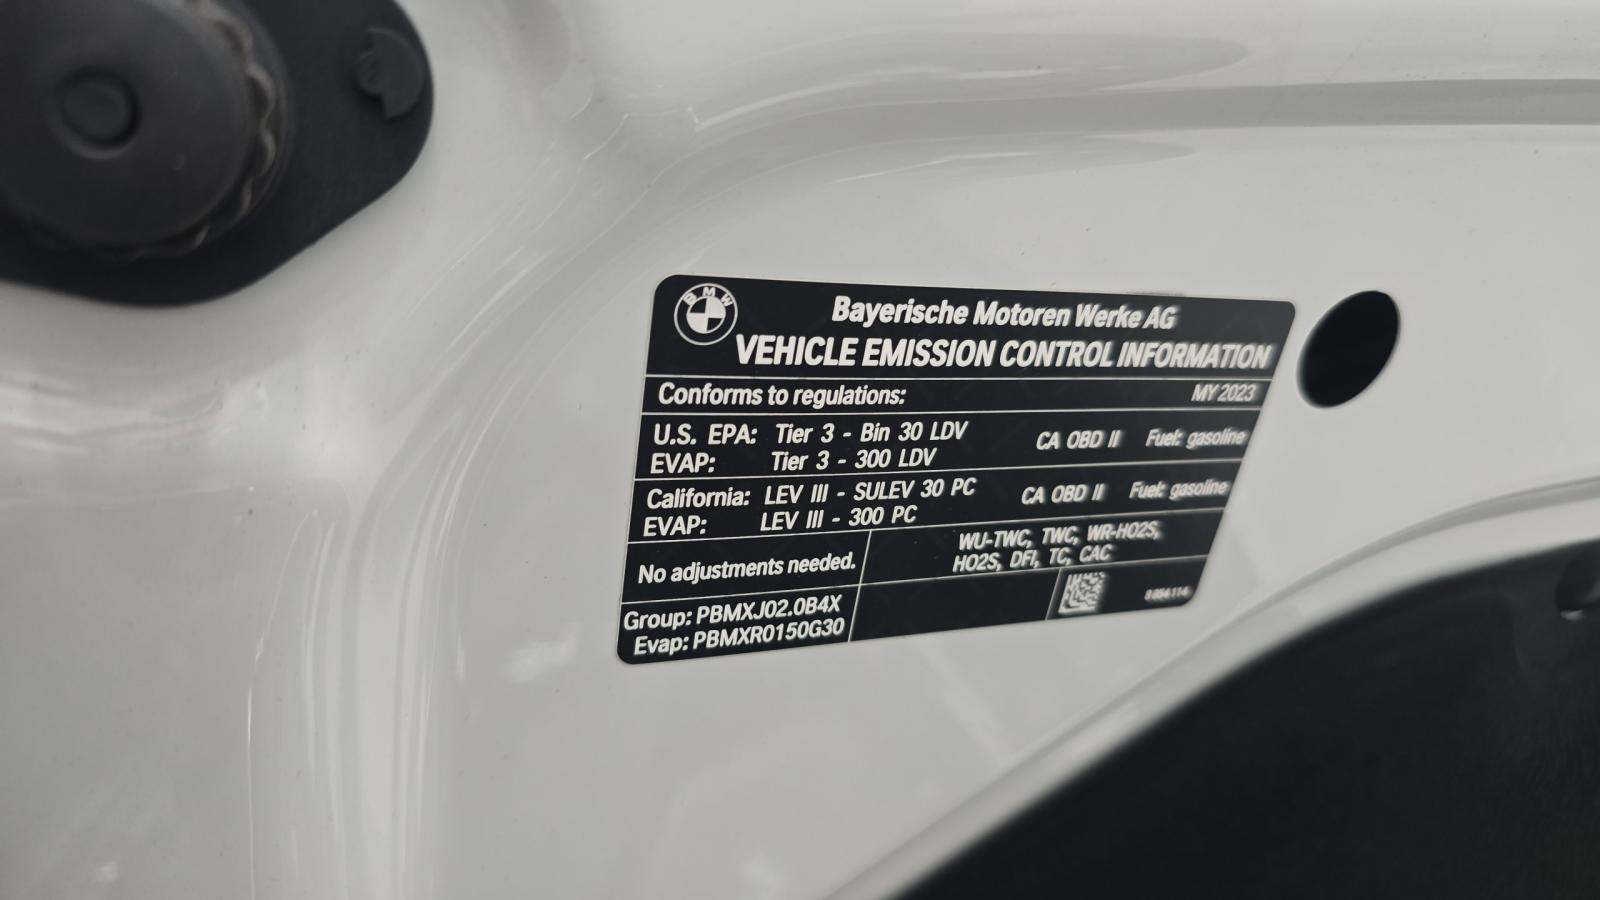 BMW
Bayerische Motoren Werke AG
VEHICLE EMISSION CONTROL INFORMATION
Conforms to regulations: MY 2023
U.S. EPA: Tier 3 - Bin 30 LDV CA OBD II Fuel: gasoline
EVAP: Tier 3 - 300 LDV
California: LEV III - SULEV 30 PC CA OBD II Fuel: gasoline
EVAP: LEV III - 300 PC
No adjustments needed.
WU-TWC, TWC, WR-HO2S,
HO2S, DFI, TC, CAC
Group: PBMXJ02.0B4X
Evap: PBMXR0150G30